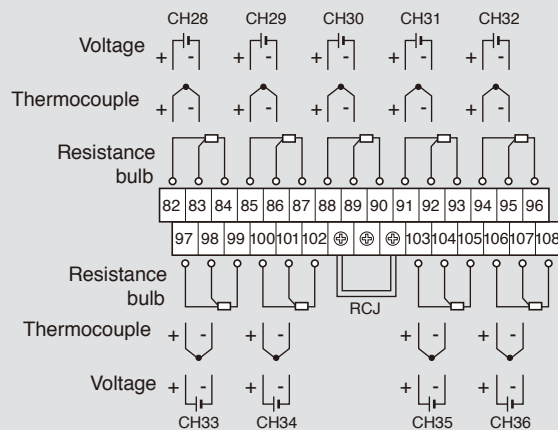 CH28 CH29 CH30 CH31 CH32
Voltage + - + - + - + - + -
Thermocouple + - + - + - + - + -
Resistance
bulb
82 83 84 85 86 87 88 89 90 91 92 93 94 95 96
97 98 99 100 101 102 103 104 105 106 107 108
Resistance
bulb
RCJ
Thermocouple + - + - + - + -
Voltage + - + - + - + -
CH33 CH34 CH35 CH36